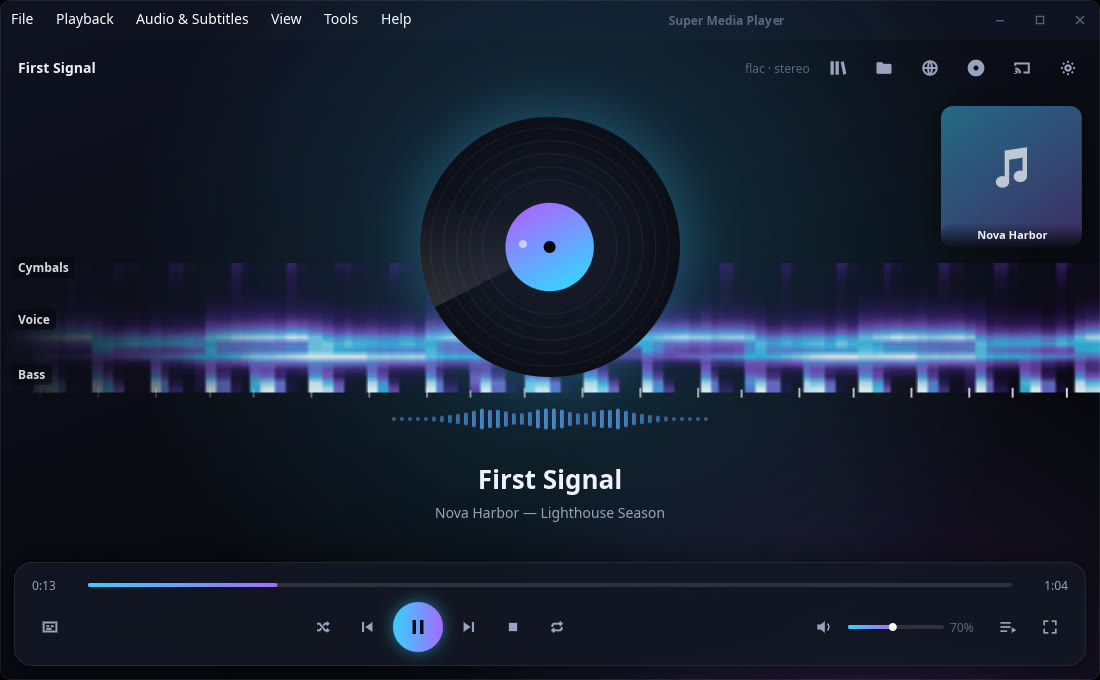 File Playback Audio & Subtitles View Tools Help Super Media Player
First Signal flac · stereo
Nova Harbor
Cymbals
Voice
Bass
First Signal
Nova Harbor — Lighthouse Season
0:13 1:04
70%